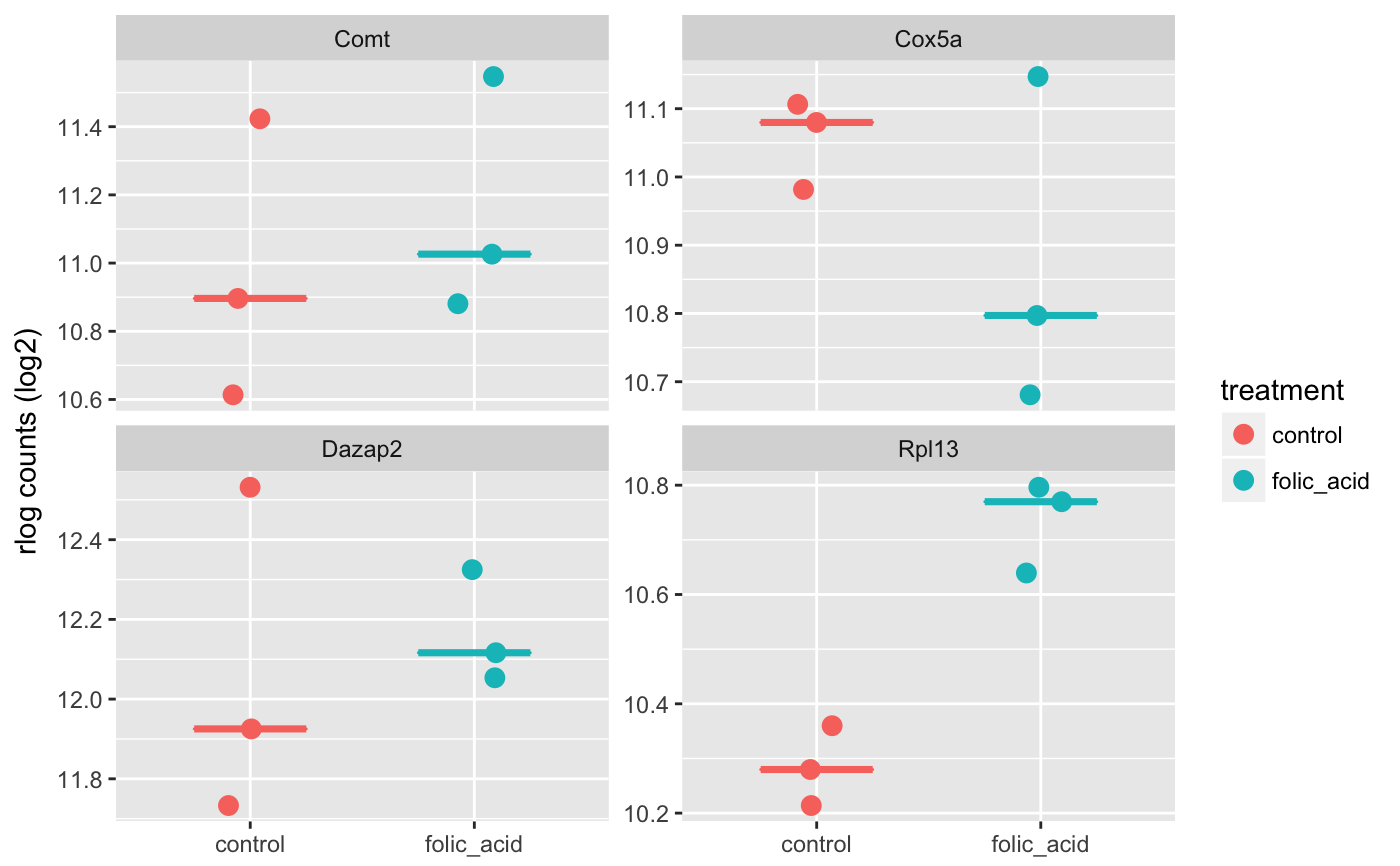 Comt
Cox5a
11.4
11.2
11.0
10.8
10.6
11.1
11.0
10.9
10.8
10.7
Dazap2
Rpl13
12.4
12.2
12.0
11.8
10.8
10.6
10.4
10.2
control
folic_acid
control
folic_acid
rlog counts (log2)
treatment
control
folic_acid